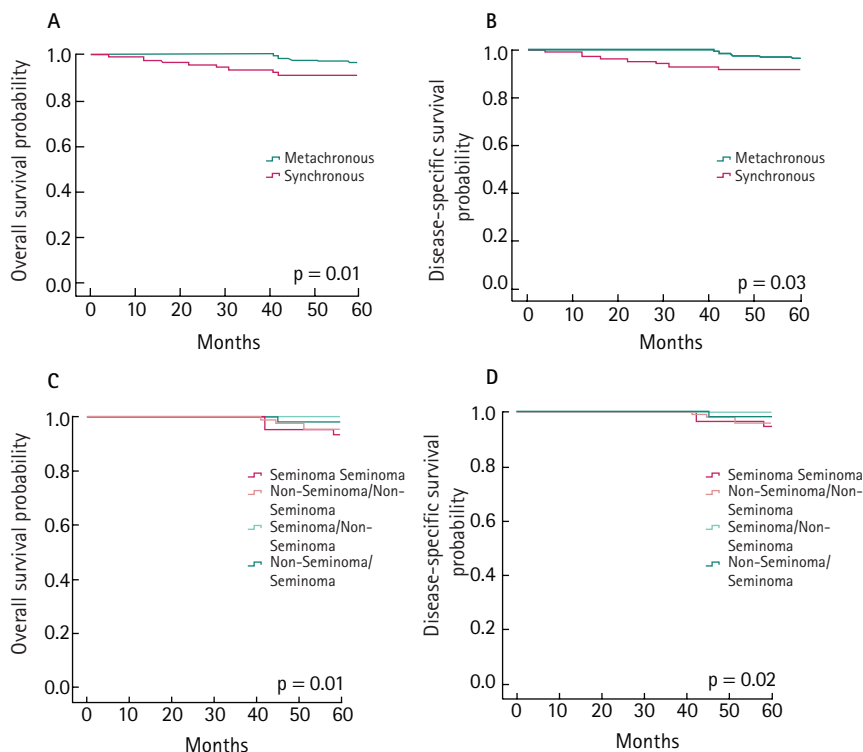 A
Overall survival probability
1.0
0.8
0.6
0.4
0.2
0.0
Metachronous
Synchronous
p = 0.01
0 10 20 30 40 50 60
Months
B
Disease-specific survival
probability
1.0
0.8
0.6
0.4
0.2
0.0
Metachronous
Synchronous
p = 0.03
0 10 20 30 40 50 60
Months
C
Overall survival probability
1.0
0.8
0.6
0.4
0.2
0.0
Seminoma Seminoma
Non-Seminoma/Non-
Seminoma
Seminoma/Non-
Seminoma
Non-Seminoma/
Seminoma
p = 0.01
0 10 20 30 40 50 60
Months
D
Disease-specific survival
probability
1.0
0.8
0.6
0.4
0.2
0.0
Seminoma Seminoma
Non-Seminoma/Non-
Seminoma
Seminoma/Non-
Seminoma
Non-Seminoma/
Seminoma
p = 0.02
0 10 20 30 40 50 60
Months